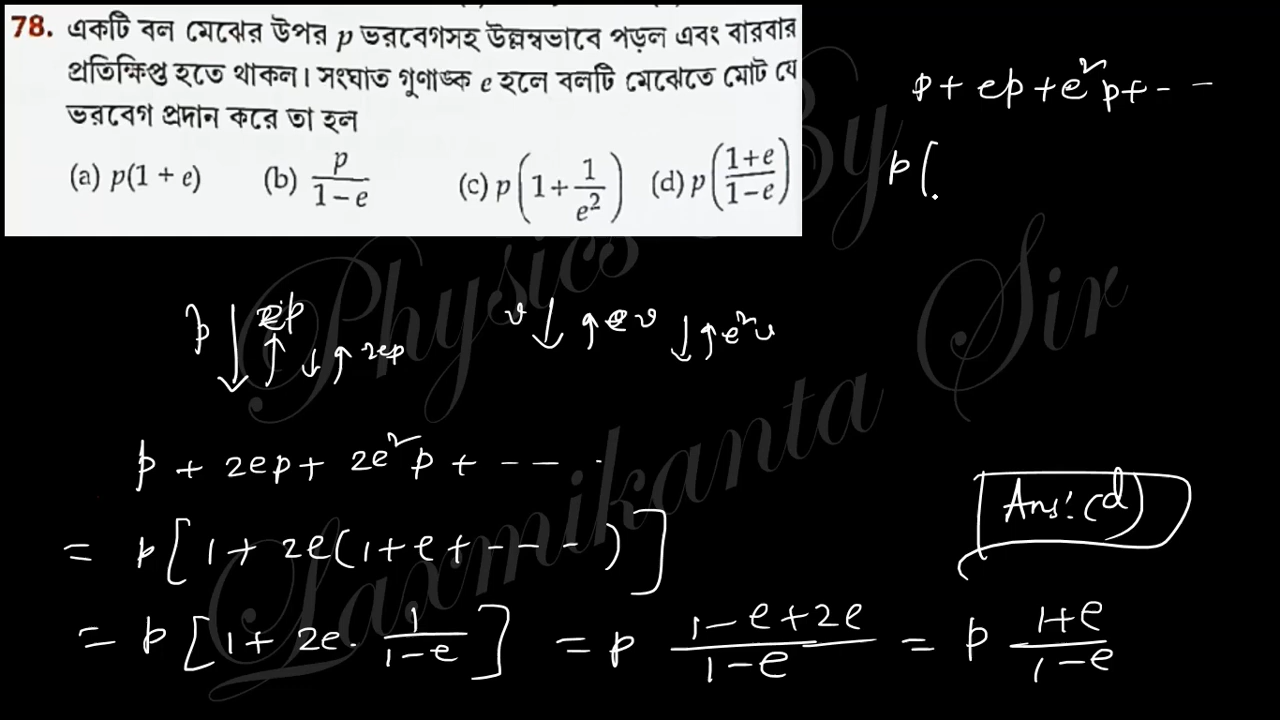 78. একটি বল মেঝের উপর p ভরবেগসহ উল্লম্বভাবে পড়ল এবং বারবার
প্রতিক্ষিপ্ত হতে থাকল। সংঘাত গুণাঙ্ক e হলে বলটি মেঝেতে মোট যে
ভরবেগ প্রদান করে তা হল
(a) p(1 + e) (b) p/(1−e) (c) p(1+1/e²) (d) p((1+e)/(1−e))
p + ep + e²p + - -
p(
p ep 2ep v ev e²v
p + 2ep + 2e²p + - - -
= p[1 + 2e(1+e+ - - - -)]
= p[1 + 2e · 1/(1−e)] = p (1−e+2e)/(1−e) = p (1+e)/(1−e)
Ans: (d)
Physics By
Laxmikanta Sir